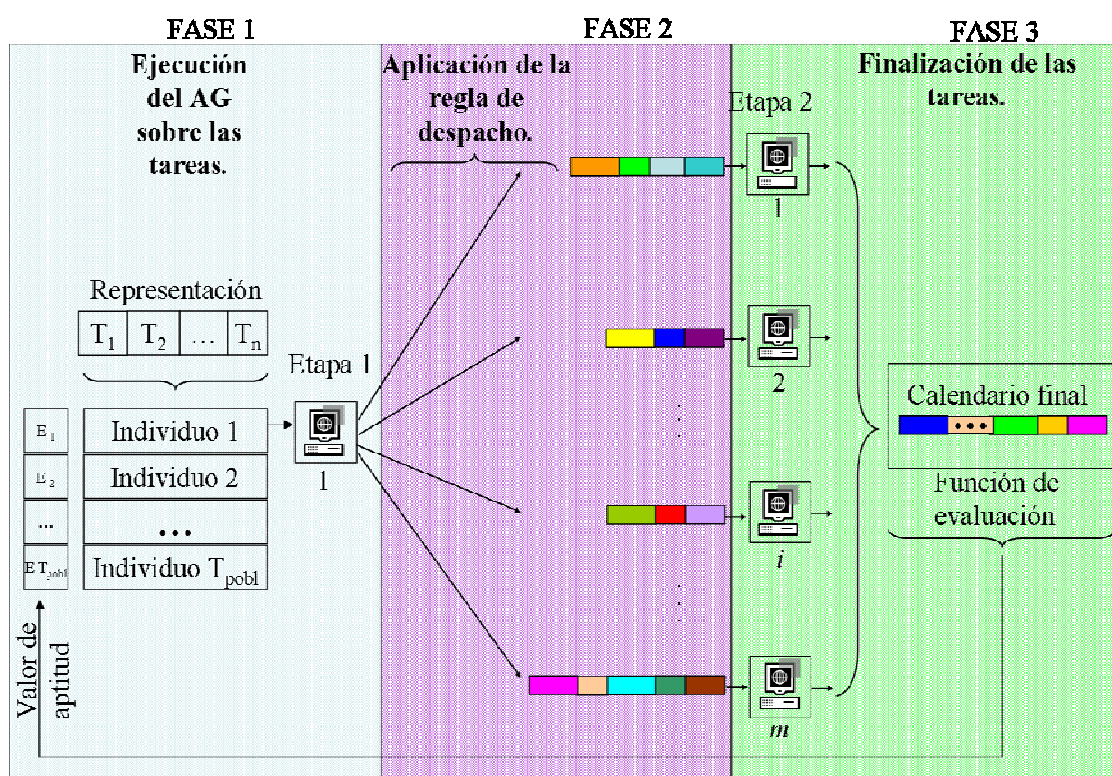 FASE 1
FASE 2
FASE 3
Ejecución
del AG
sobre las
tareas.
Aplicación de la
regla de
despacho.
Finalización de las
tareas.
Etapa 2
1
Representación
T1 T2 ... Tn
Etapa 1
2
E1
Individuo 1
1
E2
Individuo 2
...
...
E Tpobl
Individuo Tpobl
i
m
Calendario final
...
Función de
evaluación
Valor de
aptitud